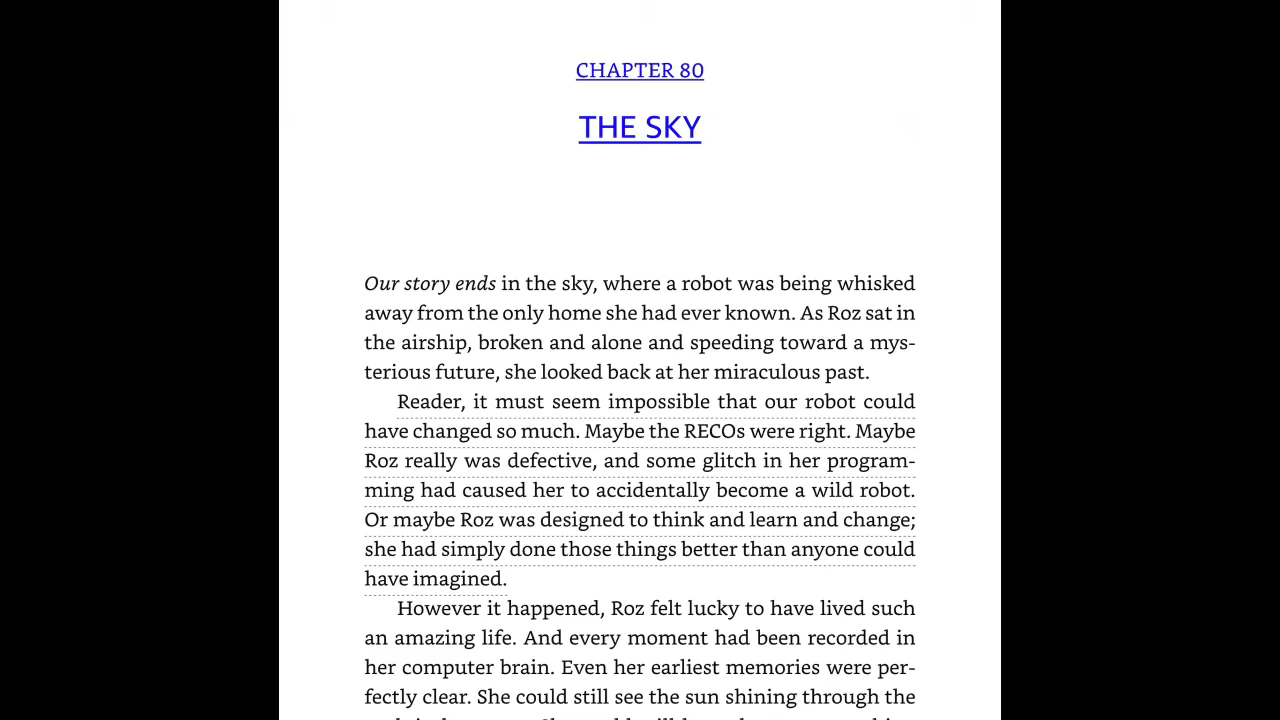 CHAPTER 80
THE SKY
Our story ends in the sky, where a robot was being whisked
away from the only home she had ever known. As Roz sat in
the airship, broken and alone and speeding toward a mys-
terious future, she looked back at her miraculous past.
Reader, it must seem impossible that our robot could
have changed so much. Maybe the RECOs were right. Maybe
Roz really was defective, and some glitch in her program-
ming had caused her to accidentally become a wild robot.
Or maybe Roz was designed to think and learn and change;
she had simply done those things better than anyone could
have imagined.
However it happened, Roz felt lucky to have lived such
an amazing life. And every moment had been recorded in
her computer brain. Even her earliest memories were per-
fectly clear. She could still see the sun shining through the